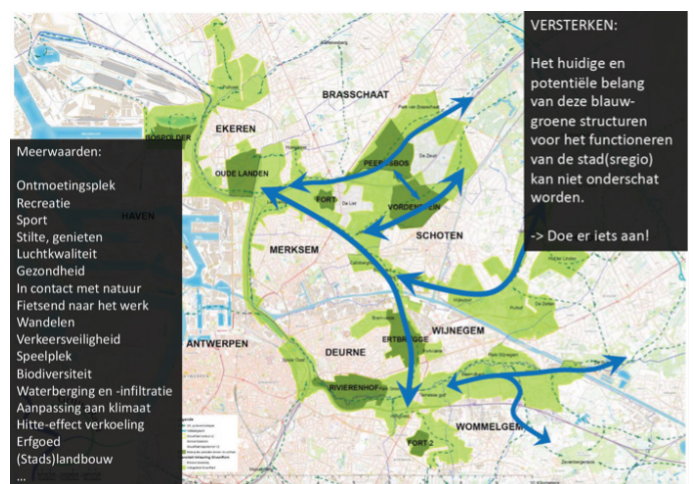 VERSTERKEN:
Het huidige en
potentiële belang
van deze blauw-
groene structuren
voor het functioneren
van de stad(sregio)
kan niet onderschat
worden.
-> Doe er iets aan!
Meerwaarden:
Ontmoetingsplek
Recreatie
Sport
Stilte, genieten
Luchtkwaliteit
Gezondheid
In contact met natuur
Fietsend naar het werk
Wandelen
Verkeersveiligheid
Speelplek
Biodiversiteit
Waterberging en -infiltratie
Aanpassing aan klimaat
Hitte-effect verkoeling
Erfgoed
(Stads)landbouw
...
BRASSCHAAT
EKEREN
BOSPOLDER
OUDE LANDEN
PEERDSBOS
FORT
VORDENSTEIN
HAVEN
SCHOTEN
MERKSEM
WIJNEGEM
ERTBRUGGE
ANTWERPEN
DEURNE
RIVIERENHOF
WOMMELGEM
FORT 2